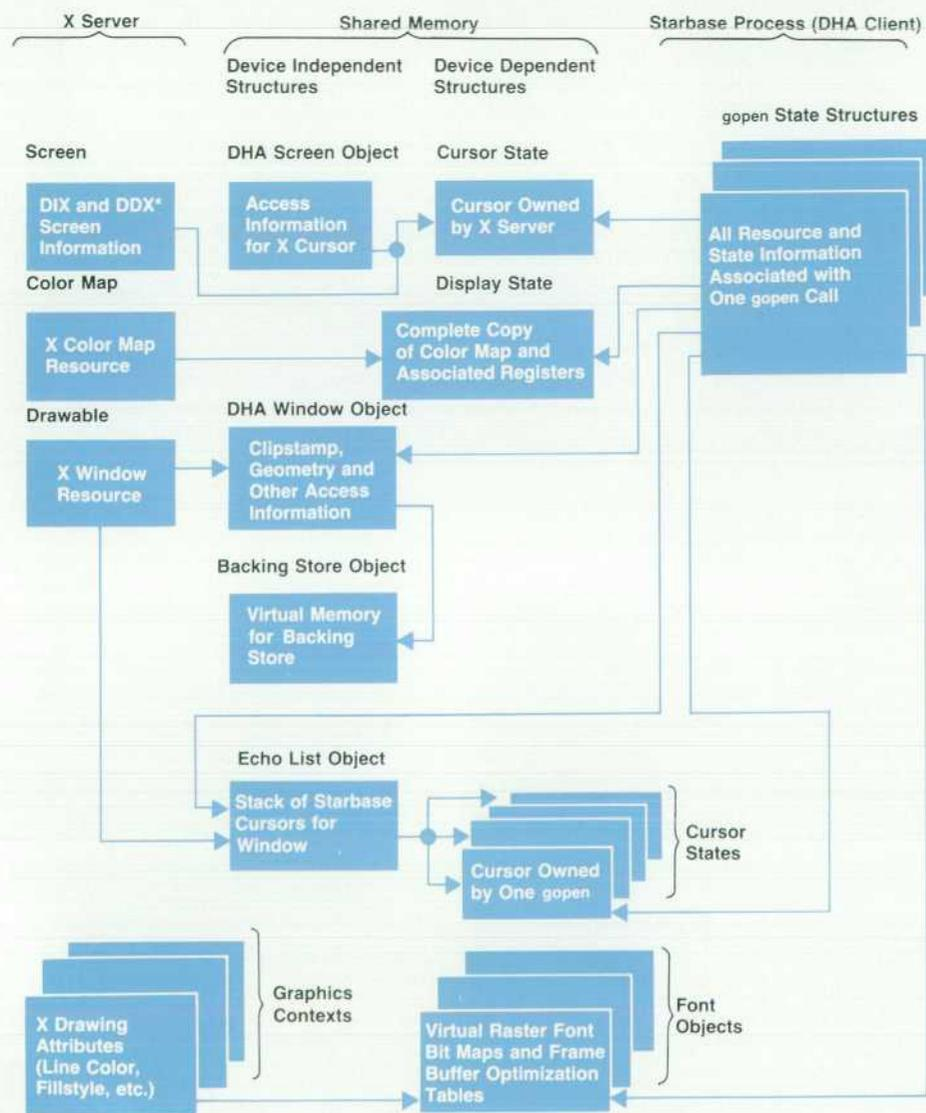 X Server
Shared Memory
Starbase Process (DHA Client)
Device Independent
Structures
Device Dependent
Structures
gopen State Structures
Screen
DHA Screen Object
Cursor State
DIX and DDX*
Screen
Information
Access
Information
for X Cursor
Cursor Owned
by X Server
All Resource and
State Information
Associated with
One gopen Call
Color Map
Display State
X Color Map
Resource
Complete Copy
of Color Map and
Associated Registers
Drawable
DHA Window Object
X Window
Resource
Clipstamp,
Geometry and
Other Access
Information
Backing Store Object
Virtual Memory
for Backing
Store
Echo List Object
Stack of Starbase
Cursors for
Window
Cursor Owned
by One gopen
Cursor
States
X Drawing
Attributes
(Line Color,
Fillstyle, etc.)
Graphics
Contexts
Virtual Raster Font
Bit Maps and Frame
Buffer Optimization
Tables
Font
Objects